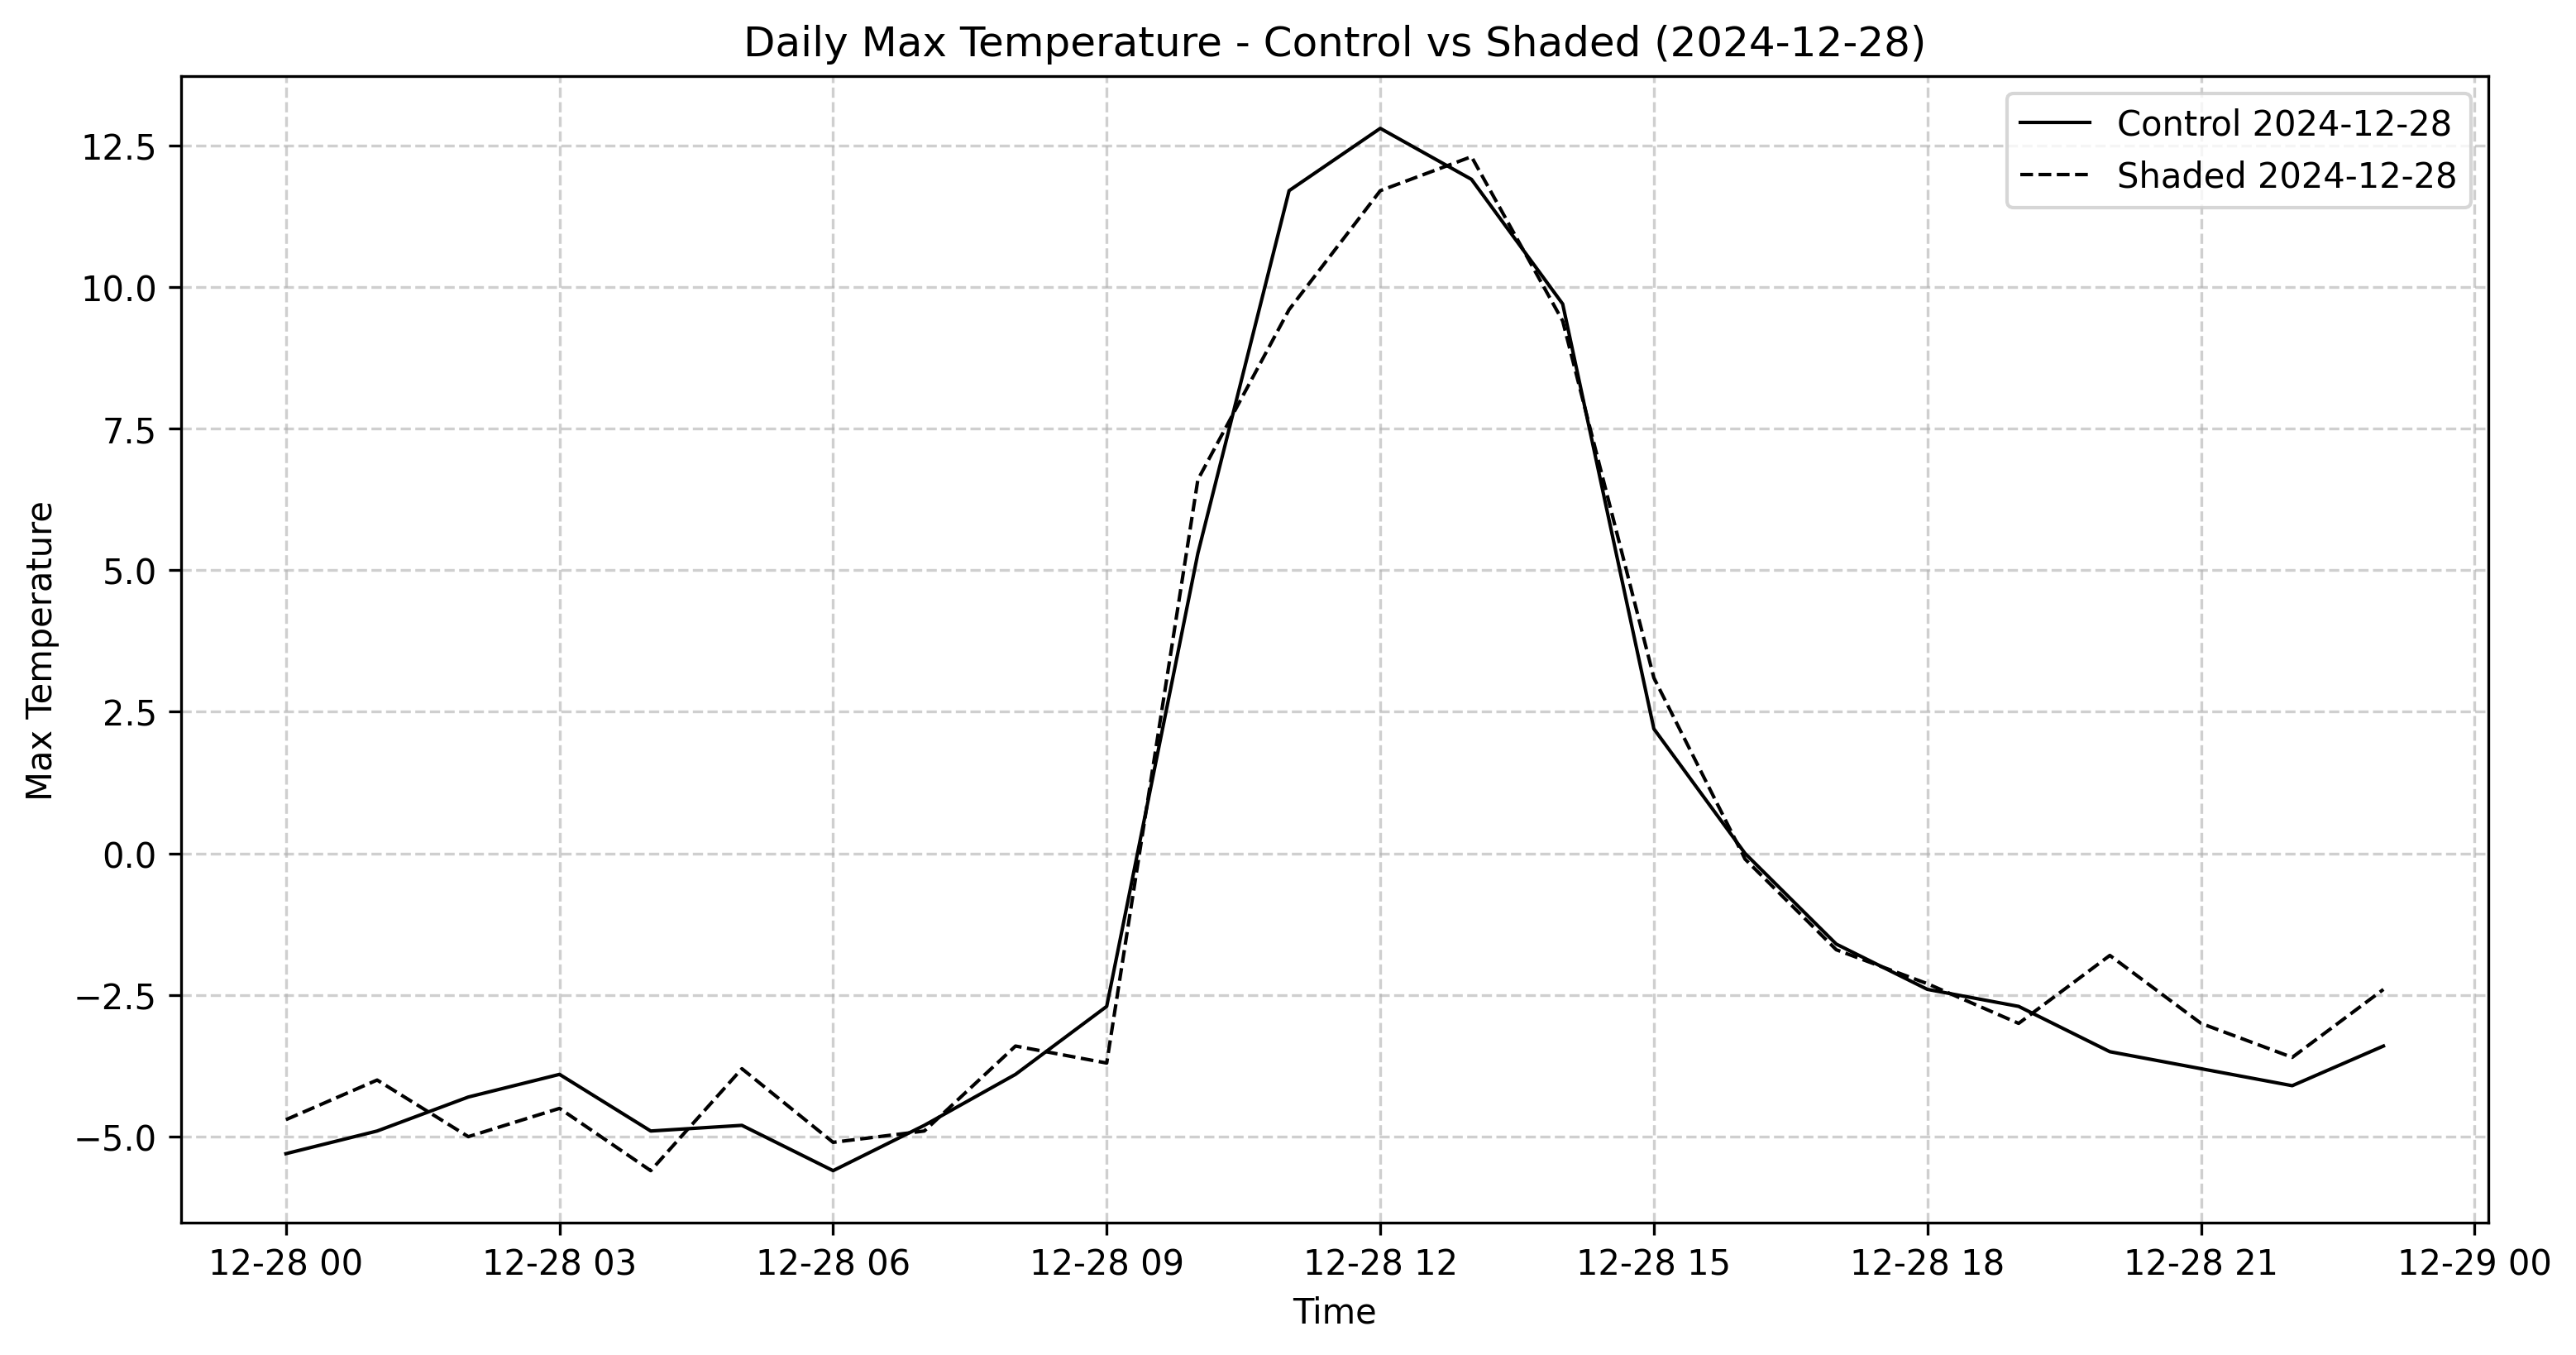 Daily Max Temperature - Control vs Shaded (2024-12-28)
Control 2024-12-28
Shaded 2024-12-28
Max Temperature
12.5
10.0
7.5
5.0
2.5
0.0
−2.5
−5.0
12-28 00 12-28 03 12-28 06 12-28 09 12-28 12 12-28 15 12-28 18 12-28 21 12-29 00
Time